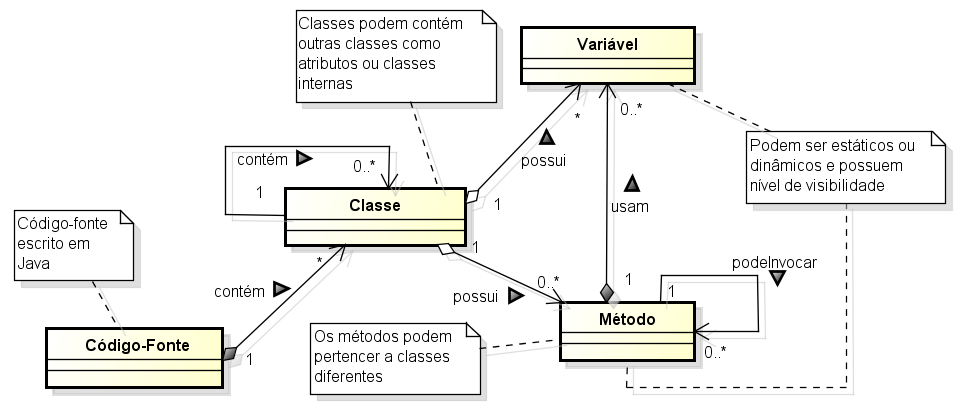 Classes podem contém
outras classes como
atributos ou classes
internas
Variável
0..*
*
possui
1
Podem ser estáticos ou
dinâmicos e possuem
nível de visibilidade
contém
0..*
1
Classe
usam
Código-fonte
escrito em
Java
1
*
contém
possui
0..*
1
podeInvocar
1
Método
0..*
Código-Fonte
1
Os métodos podem
pertencer a classes
diferentes